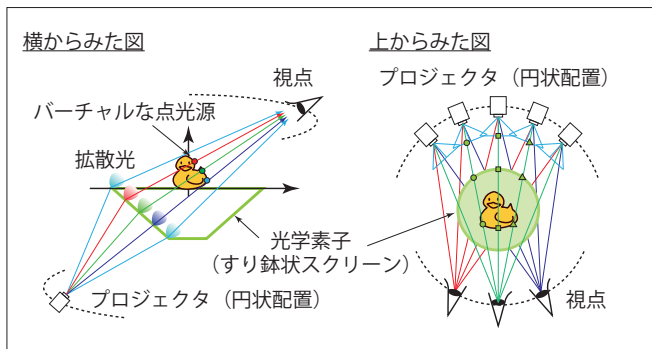 横からみた図
視点
バーチャルな点光源
拡散光
光学素子
(すり鉢状スクリーン)
プロジェクタ(円状配置)
上からみた図
プロジェクタ(円状配置)
視点